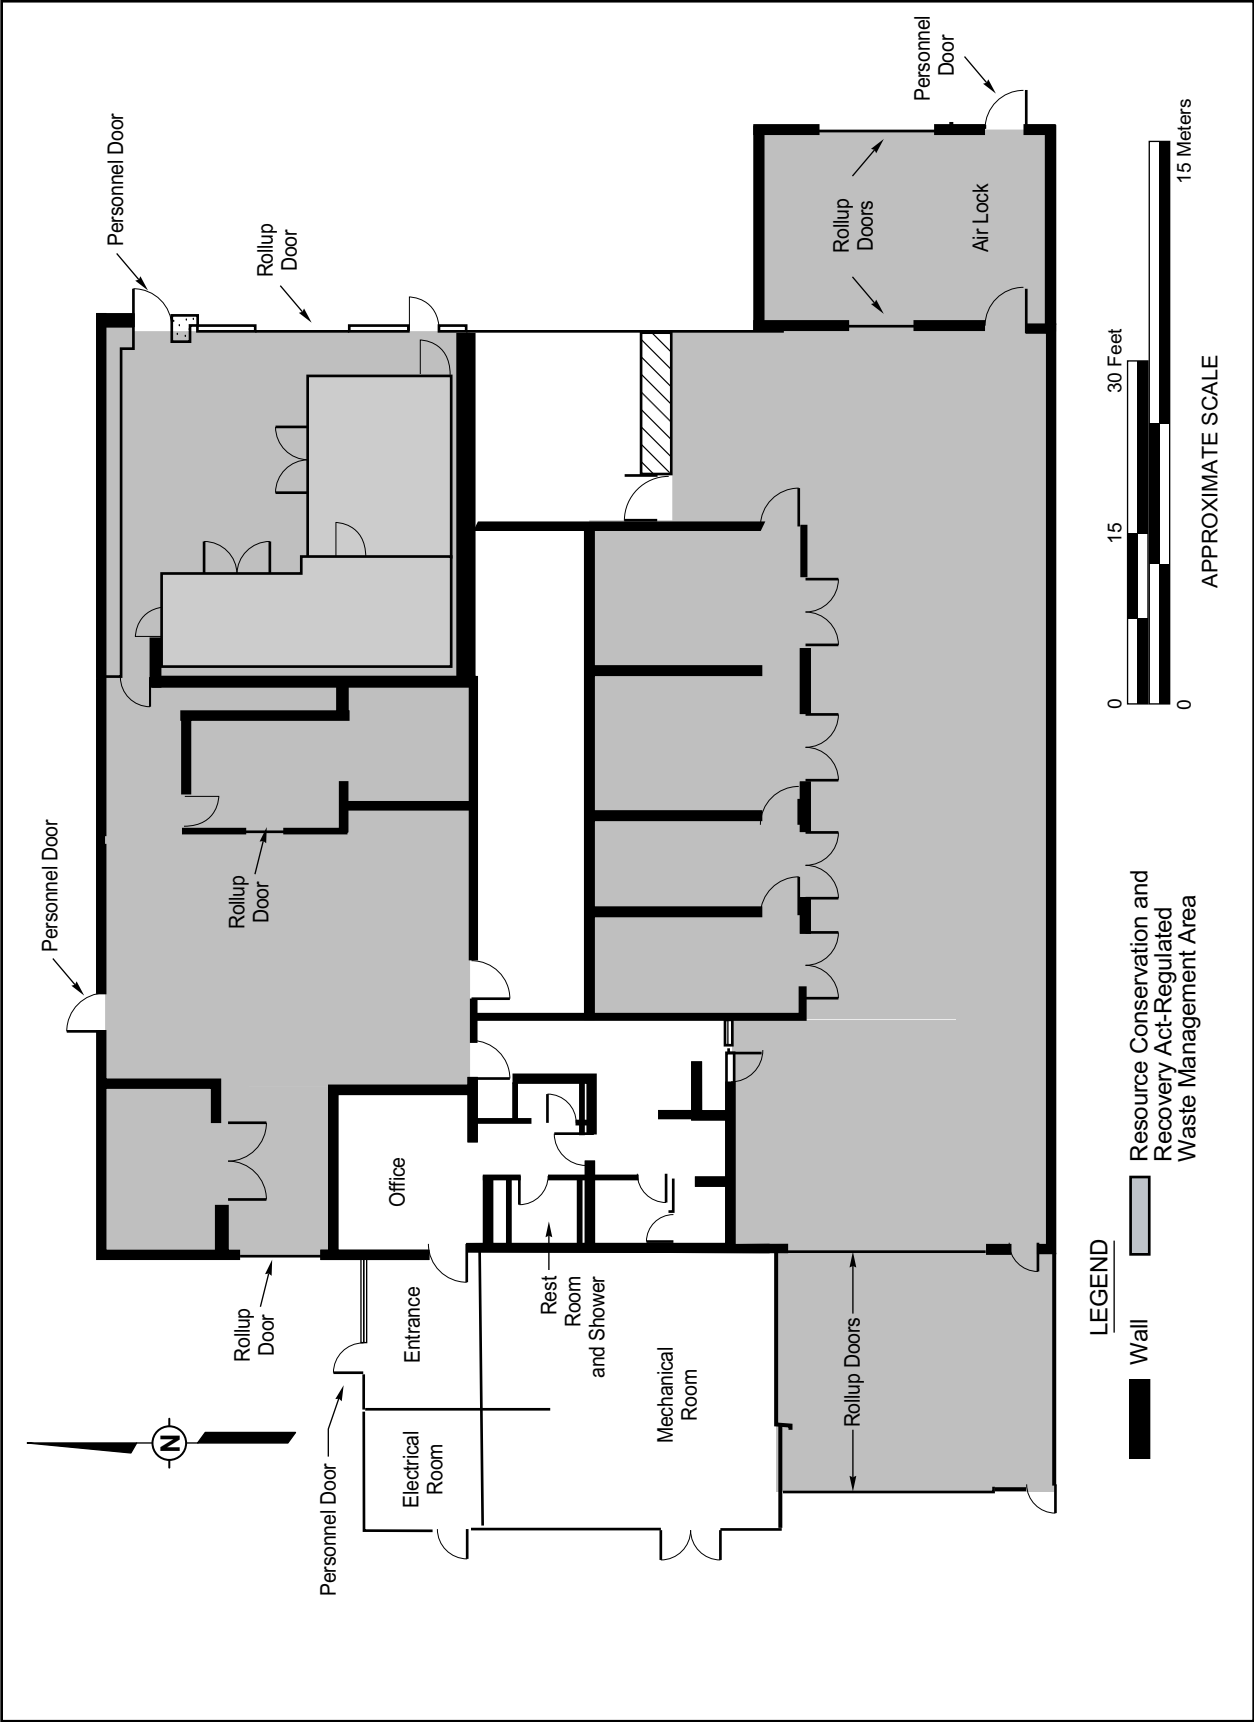 Personnel Door
Rollup
Door
Personnel
Door
Rollup
Doors
Air Lock
Personnel Door
Rollup
Door
Office
Rest
Room
and Shower
Entrance
Rollup
Door
Mechanical
Room
Electrical
Room
Rollup Doors
Personnel Door
N
0
15
30 Feet
0
15 Meters
APPROXIMATE SCALE
LEGEND
Wall
Resource Conservation and
Recovery Act-Regulated
Waste Management Area